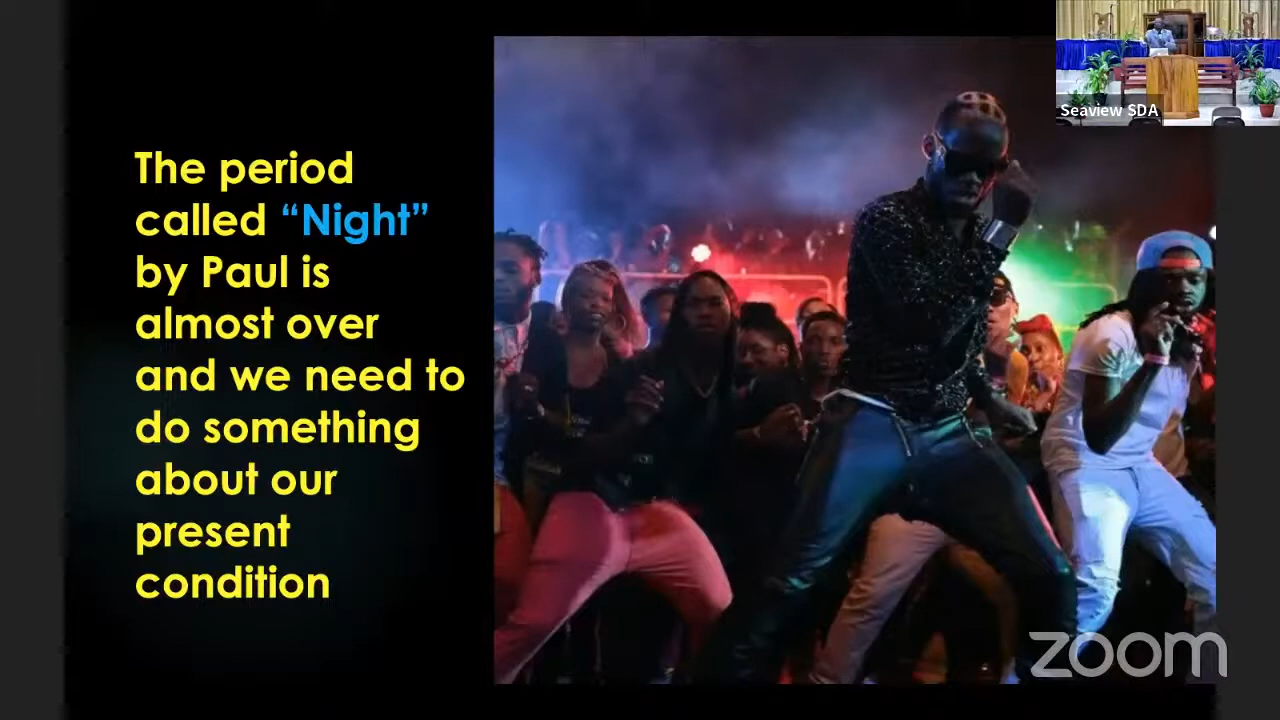 The period
called “Night”
by Paul is
almost over
and we need to
do something
about our
present
condition
Seaview SDA
zoom